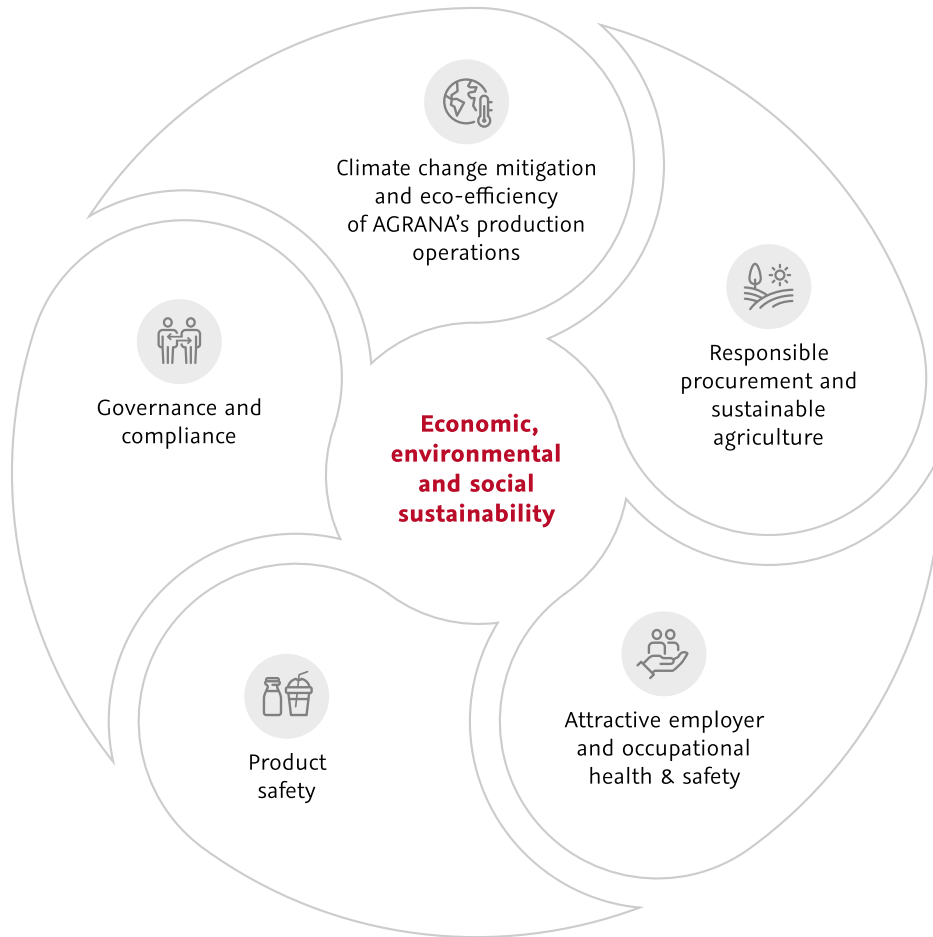 Climate change mitigation
and eco-efficiency
of AGRANA’s production
operations
Responsible
procurement and
sustainable
agriculture
Governance and
compliance
Economic,
environmental
and social
sustainability
Attractive employer
and occupational
health & safety
Product
safety